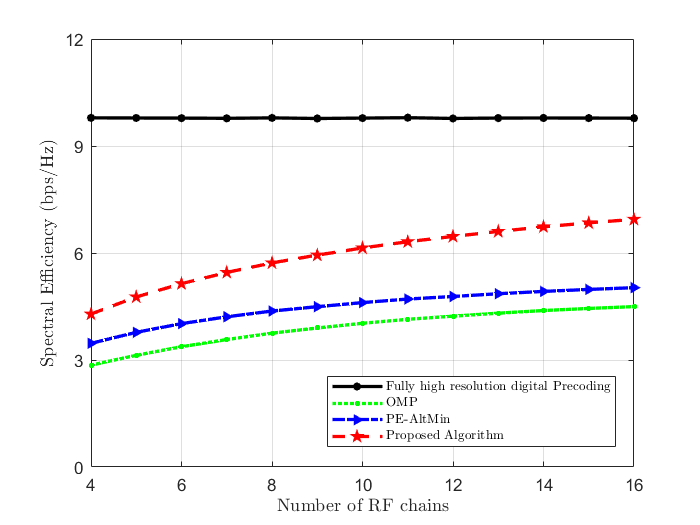 12
9
6
3
0
Spectral Efficiency (bps/Hz)
Fully high resolution digital Precoding
OMP
PE-AltMin
Proposed Algorithm
4 6 8 10 12 14 16
Number of RF chains